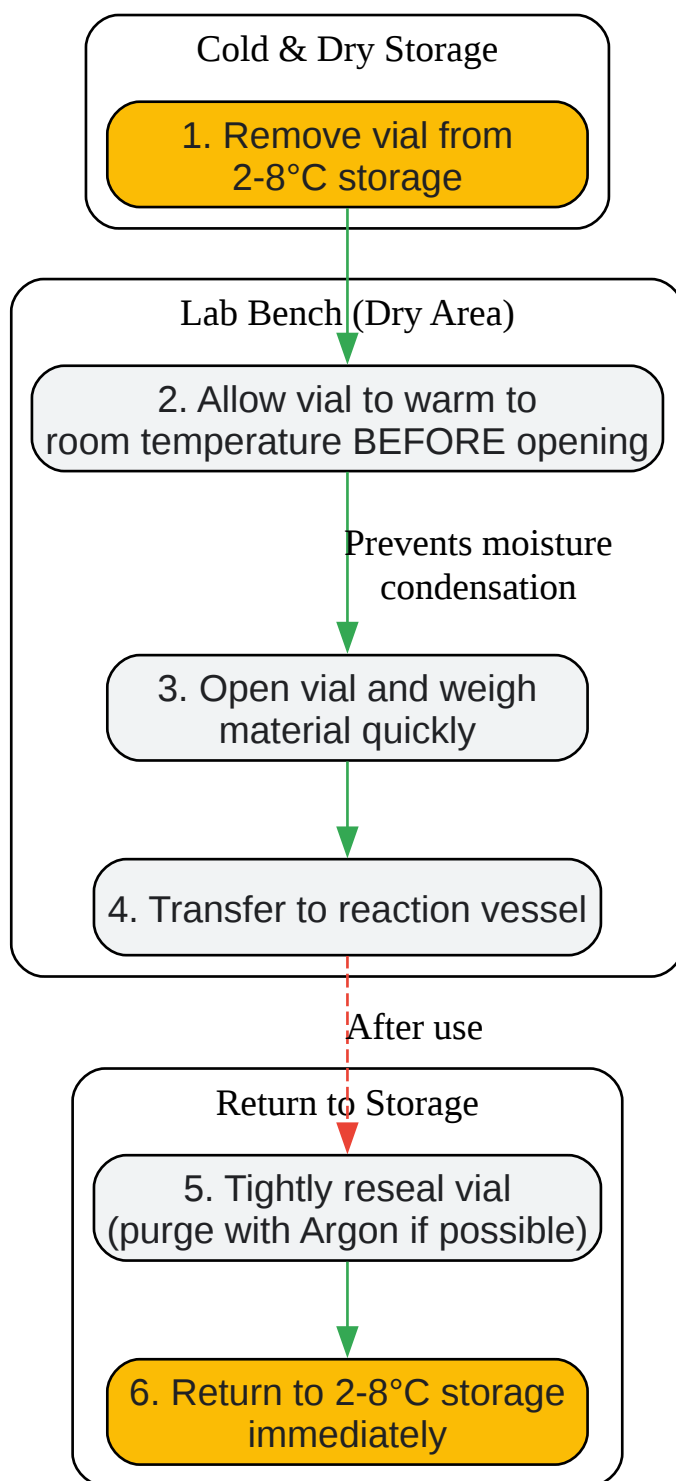 Cold & Dry Storage
1. Remove vial from
2-8°C storage
Lab Bench (Dry Area)
2. Allow vial to warm to
room temperature BEFORE opening
Prevents moisture
condensation
3. Open vial and weigh
material quickly
4. Transfer to reaction vessel
After use
Return to Storage
5. Tightly reseal vial
(purge with Argon if possible)
6. Return to 2-8°C storage
immediately